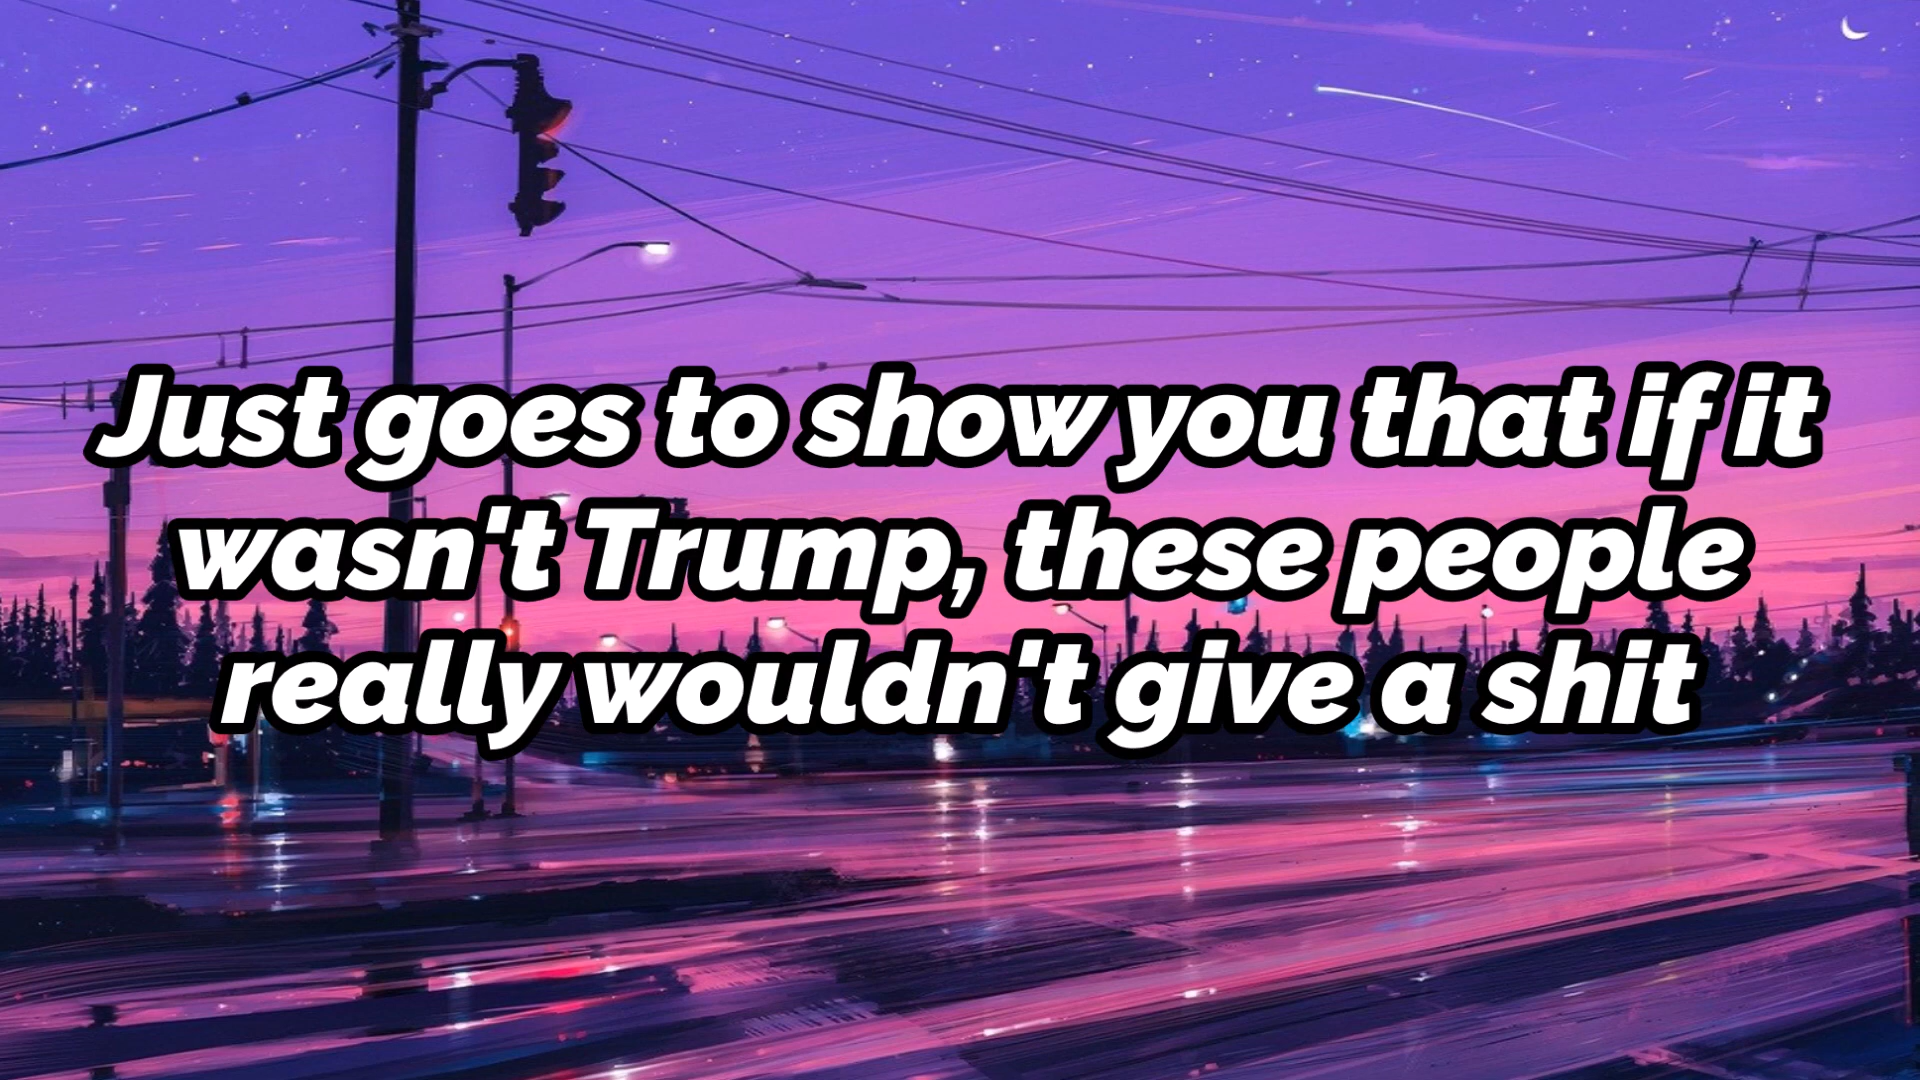 Just goes to show you that if it
wasn't Trump, these people
really wouldn't give a shit